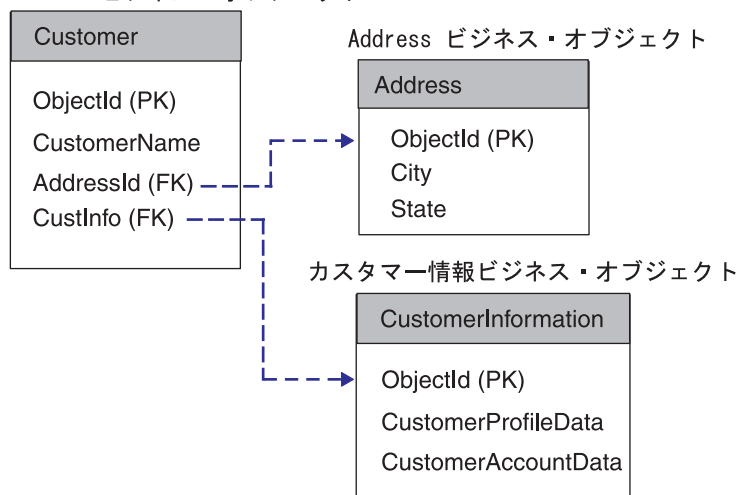 Customer
ObjectId (PK)
CustomerName
AddressId (FK)
CustInfo (FK)
Address ビジネス・オブジェクト
Address
ObjectId (PK)
City
State
カスタマー情報ビジネス・オブジェクト
CustomerInformation
ObjectId (PK)
CustomerProfileData
CustomerAccountData